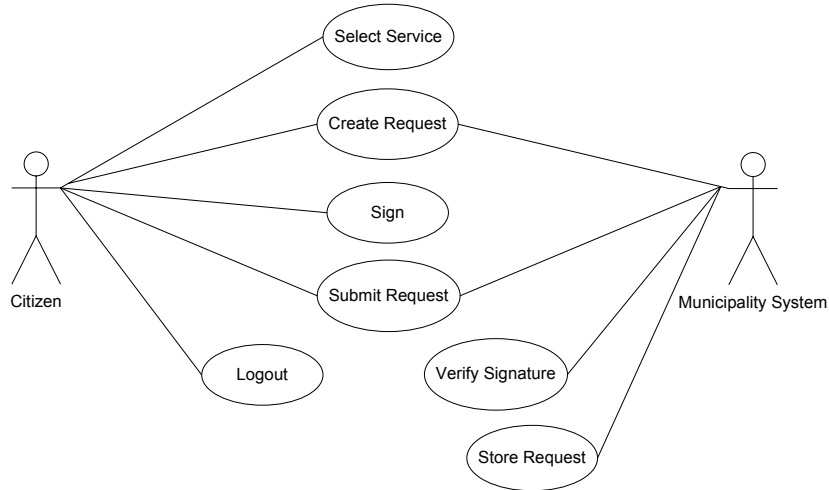 Select Service
Create Request
Sign
Submit Request
Citizen
Municipality System
Logout
Verify Signature
Store Request